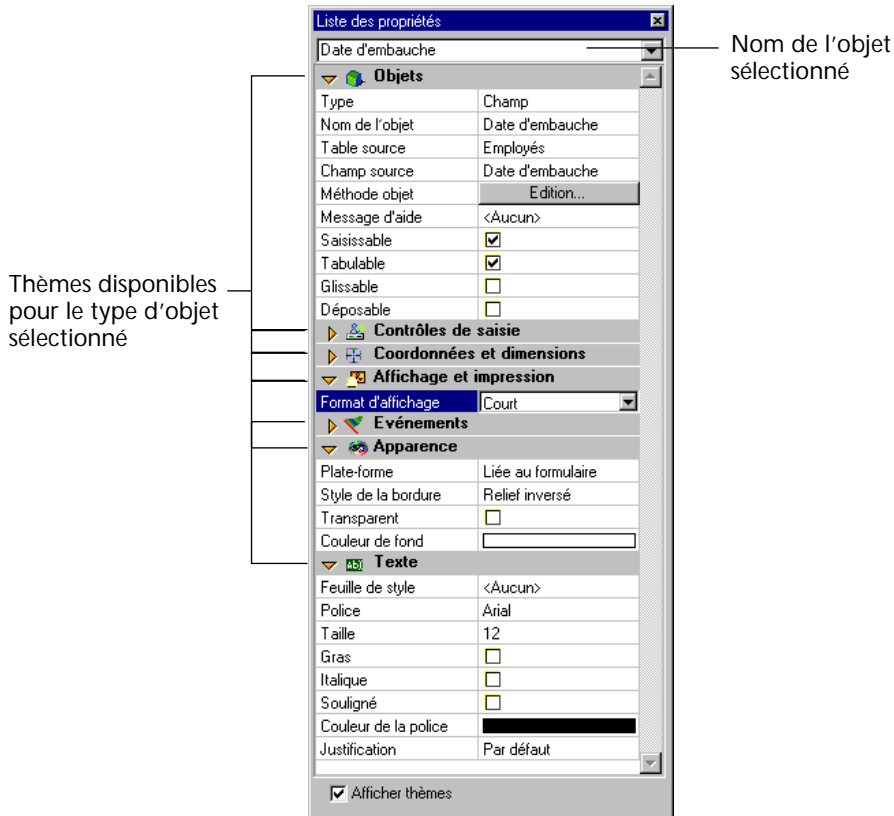 Liste des propriétés
Date d'embauche
Nom de l'objet
sélectionné
Objets
Type Champ
Nom de l'objet Date d'embauche
Table source Employés
Champ source Date d'embauche
Méthode objet Edition...
Message d'aide <Aucun>
Saisissable
Tabulable
Glissable
Déposable
Thèmes disponibles
pour le type d'objet
sélectionné
Contrôles de saisie
Coordonnées et dimensions
Affichage et impression
Format d'affichage Court
Evénements
Apparence
Plate-forme Liée au formulaire
Style de la bordure Relief inversé
Transparent
Couleur de fond
Texte
Feuille de style <Aucun>
Police Arial
Taille 12
Gras
Italique
Souligné
Couleur de la police
Justification Par défaut
Afficher thèmes